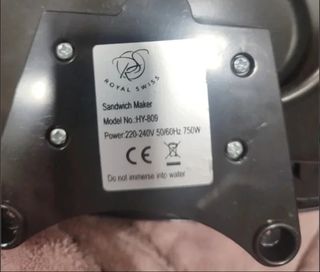 ROYAL SWISS
Sandwich Maker
Model No.:HY-809
Power:220-240V 50/60Hz 750W
CE
Do not immerse into water